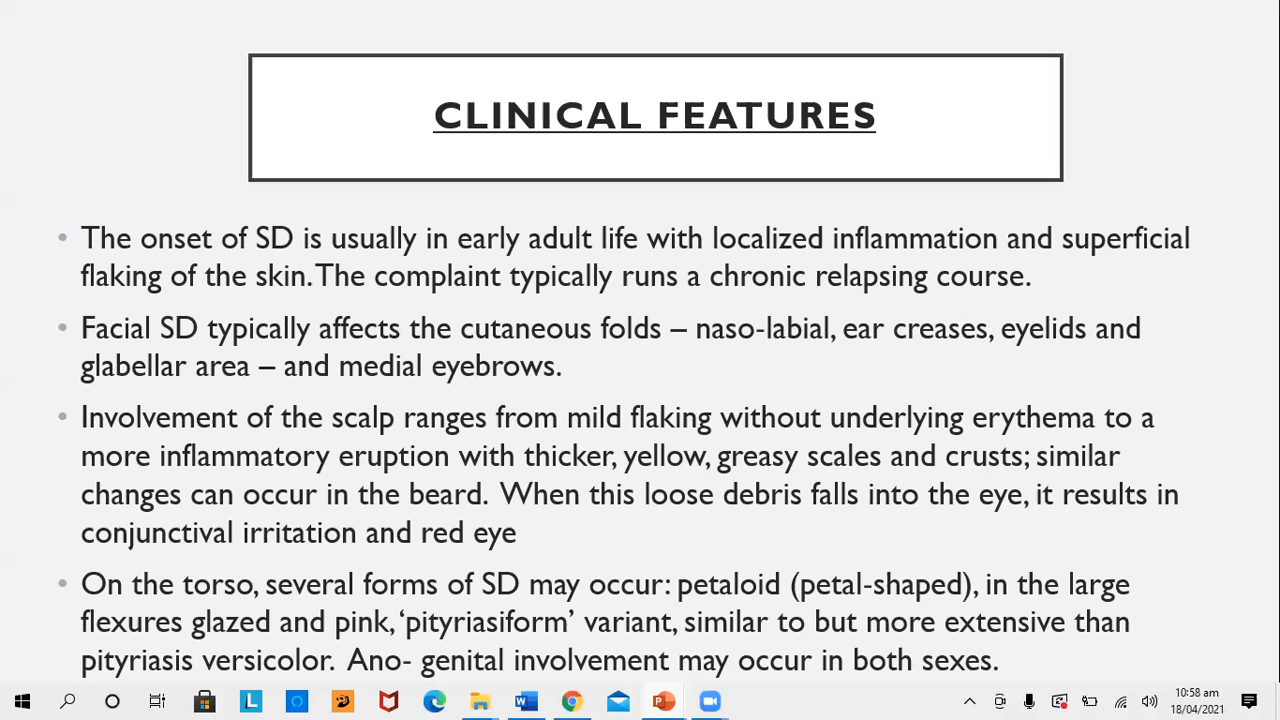 CLINICAL FEATURES
• The onset of SD is usually in early adult life with localized inflammation and superficial
flaking of the skin. The complaint typically runs a chronic relapsing course.
• Facial SD typically affects the cutaneous folds – naso-labial, ear creases, eyelids and
glabellar area – and medial eyebrows.
• Involvement of the scalp ranges from mild flaking without underlying erythema to a
more inflammatory eruption with thicker, yellow, greasy scales and crusts; similar
changes can occur in the beard. When this loose debris falls into the eye, it results in
conjunctival irritation and red eye
• On the torso, several forms of SD may occur: petaloid (petal-shaped), in the large
flexures glazed and pink, ‘pityriasiform’ variant, similar to but more extensive than
pityriasis versicolor. Ano- genital involvement may occur in both sexes.
10:58 am
18/04/2021